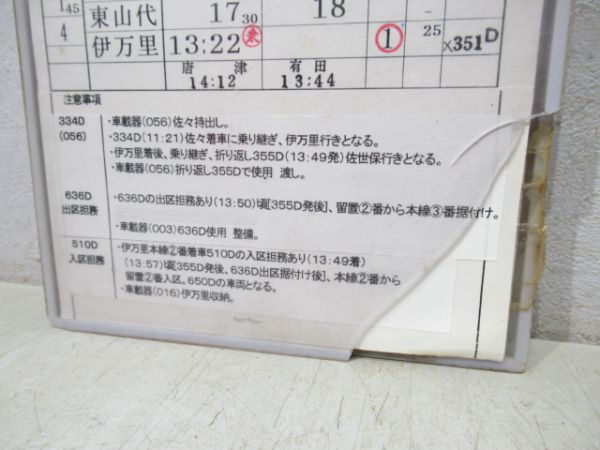 1 45 東山代 17 30 18
4 伊万里 13:22 ① 25 ×351D
唐津 有田
14:12 13:44
注意事項
334D ・車載器(056)佐々持出し。
(056) ・334D(11:21)佐々着車に乗り継ぎ、伊万里行きとなる。
・伊万里着後、乗り継ぎ、折り返し355D(13:49発)佐世保行きとなる。
・車載器(056)折り返し355Dで使用 渡し。
636D ・636Dの出区担務あり(13:50)頃[355D発後]、留置②番から本線③番据付け。
出区担務
・車載器(003)636D使用 整備。
510D ・伊万里本線②番着車510Dの入区担務あり(13:49着)
入区担務 (13:57)頃[355D発後、636D出区据付け後]、本線②番から
留置②番入区。650Dの車両となる。
・車載器(016)伊万里収納。